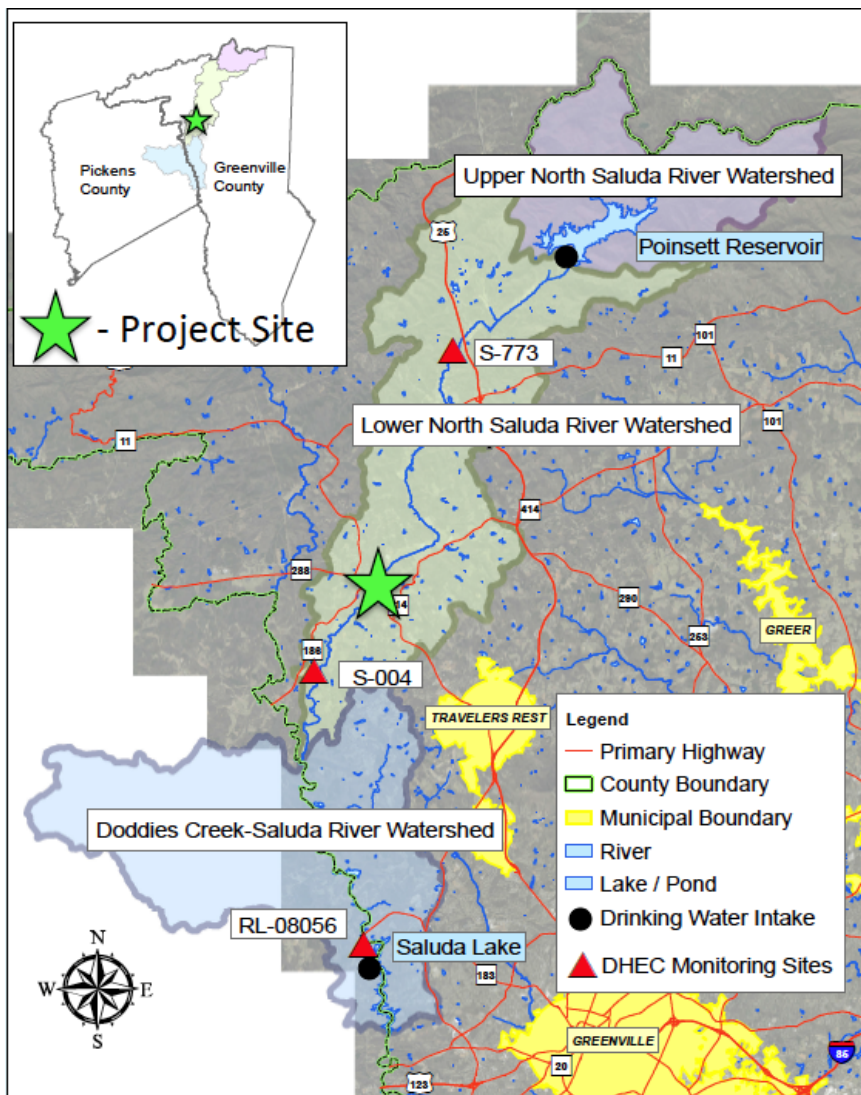 Pickens
County
Greenville
County
- Project Site
Upper North Saluda River Watershed
25
Poinsett Reservoir
S-773
11
101
Lower North Saluda River Watershed
101
11
414
288
290
186
253
GREER
S-004
TRAVELERS REST
Legend
Primary Highway
County Boundary
Municipal Boundary
River
Lake / Pond
Drinking Water Intake
DHEC Monitoring Sites
Doddies Creek-Saluda River Watershed
RL-08056
Saluda Lake
183
N
W
E
S
GREENVILLE
20
123
85